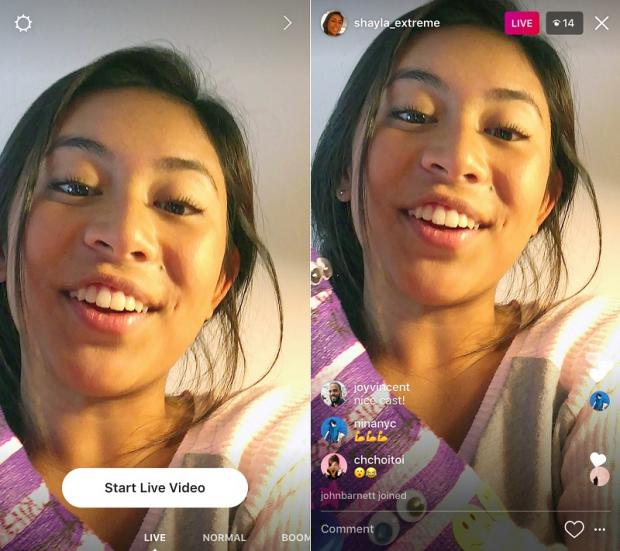 Start Live Video
LIVE
NORMAL
BOOM
shayla_extreme
LIVE
14
joyvincent
nice cast!
ninanyc
💪💪💪
chchoitoi
😮😂
johnbarnett joined
Comment